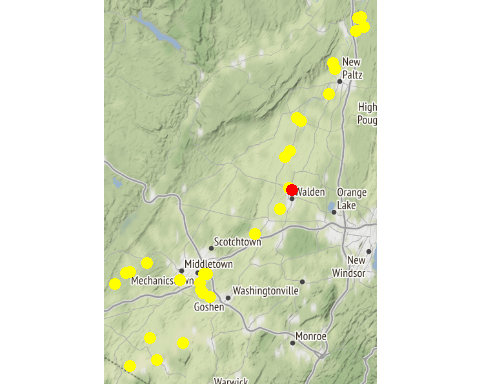 New
Paltz
High
Poug
Walden
Orange
Lake
Scotchtown
New
Windsor
Middletown
Mechanicstown
Washingtonville
Goshen
Monroe
Warwick